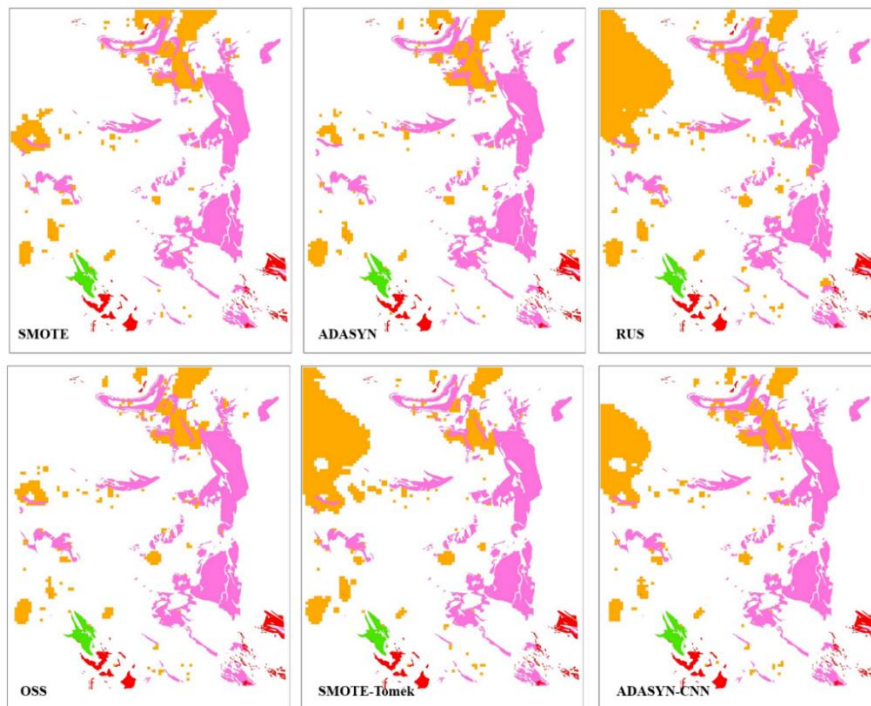 SMOTE
ADASYN
RUS
OSS
SMOTE-Tomek
ADASYN-CNN